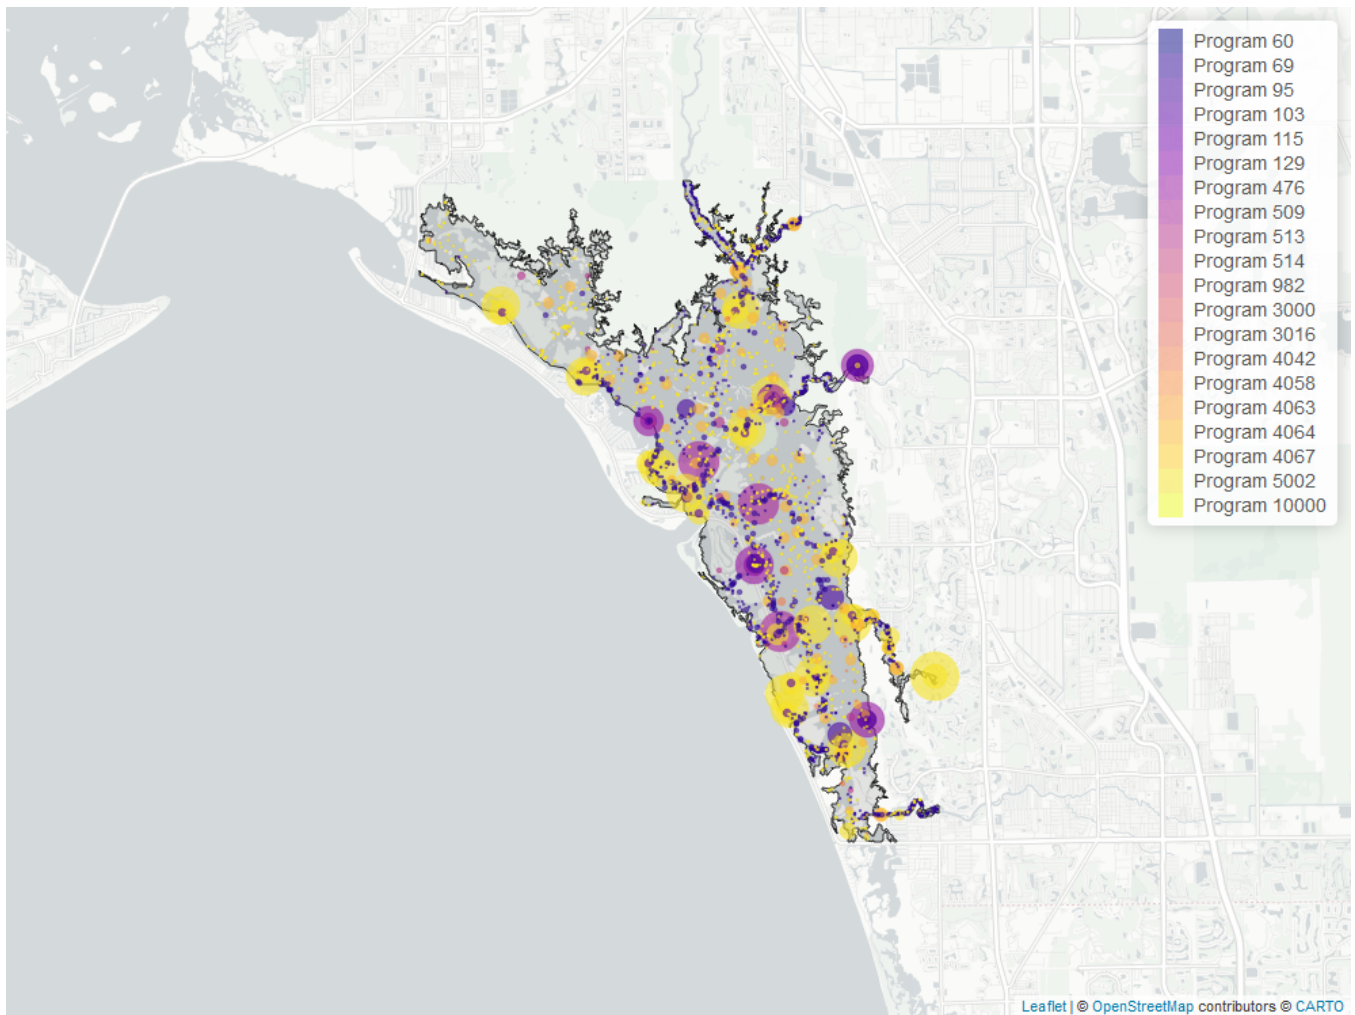 Program 60
Program 69
Program 95
Program 103
Program 115
Program 129
Program 476
Program 509
Program 513
Program 514
Program 982
Program 3000
Program 3016
Program 4042
Program 4058
Program 4063
Program 4064
Program 4067
Program 5002
Program 10000
Leaflet | © OpenStreetMap contributors © CARTO